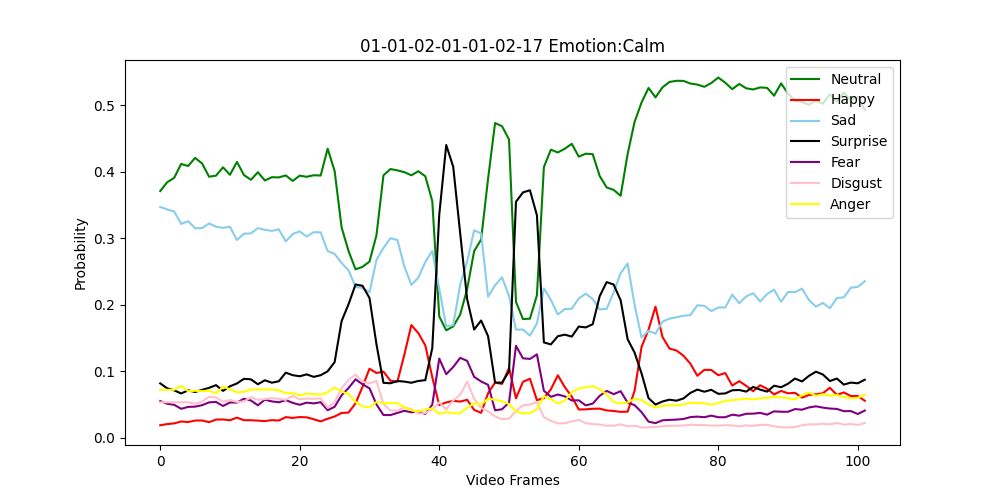 01-01-02-01-01-02-17 Emotion:Calm
Probability
0.5
0.4
0.3
0.2
0.1
0.0
0
20
40
60
80
100
Video Frames
Neutral
Happy
Sad
Surprise
Fear
Disgust
Anger